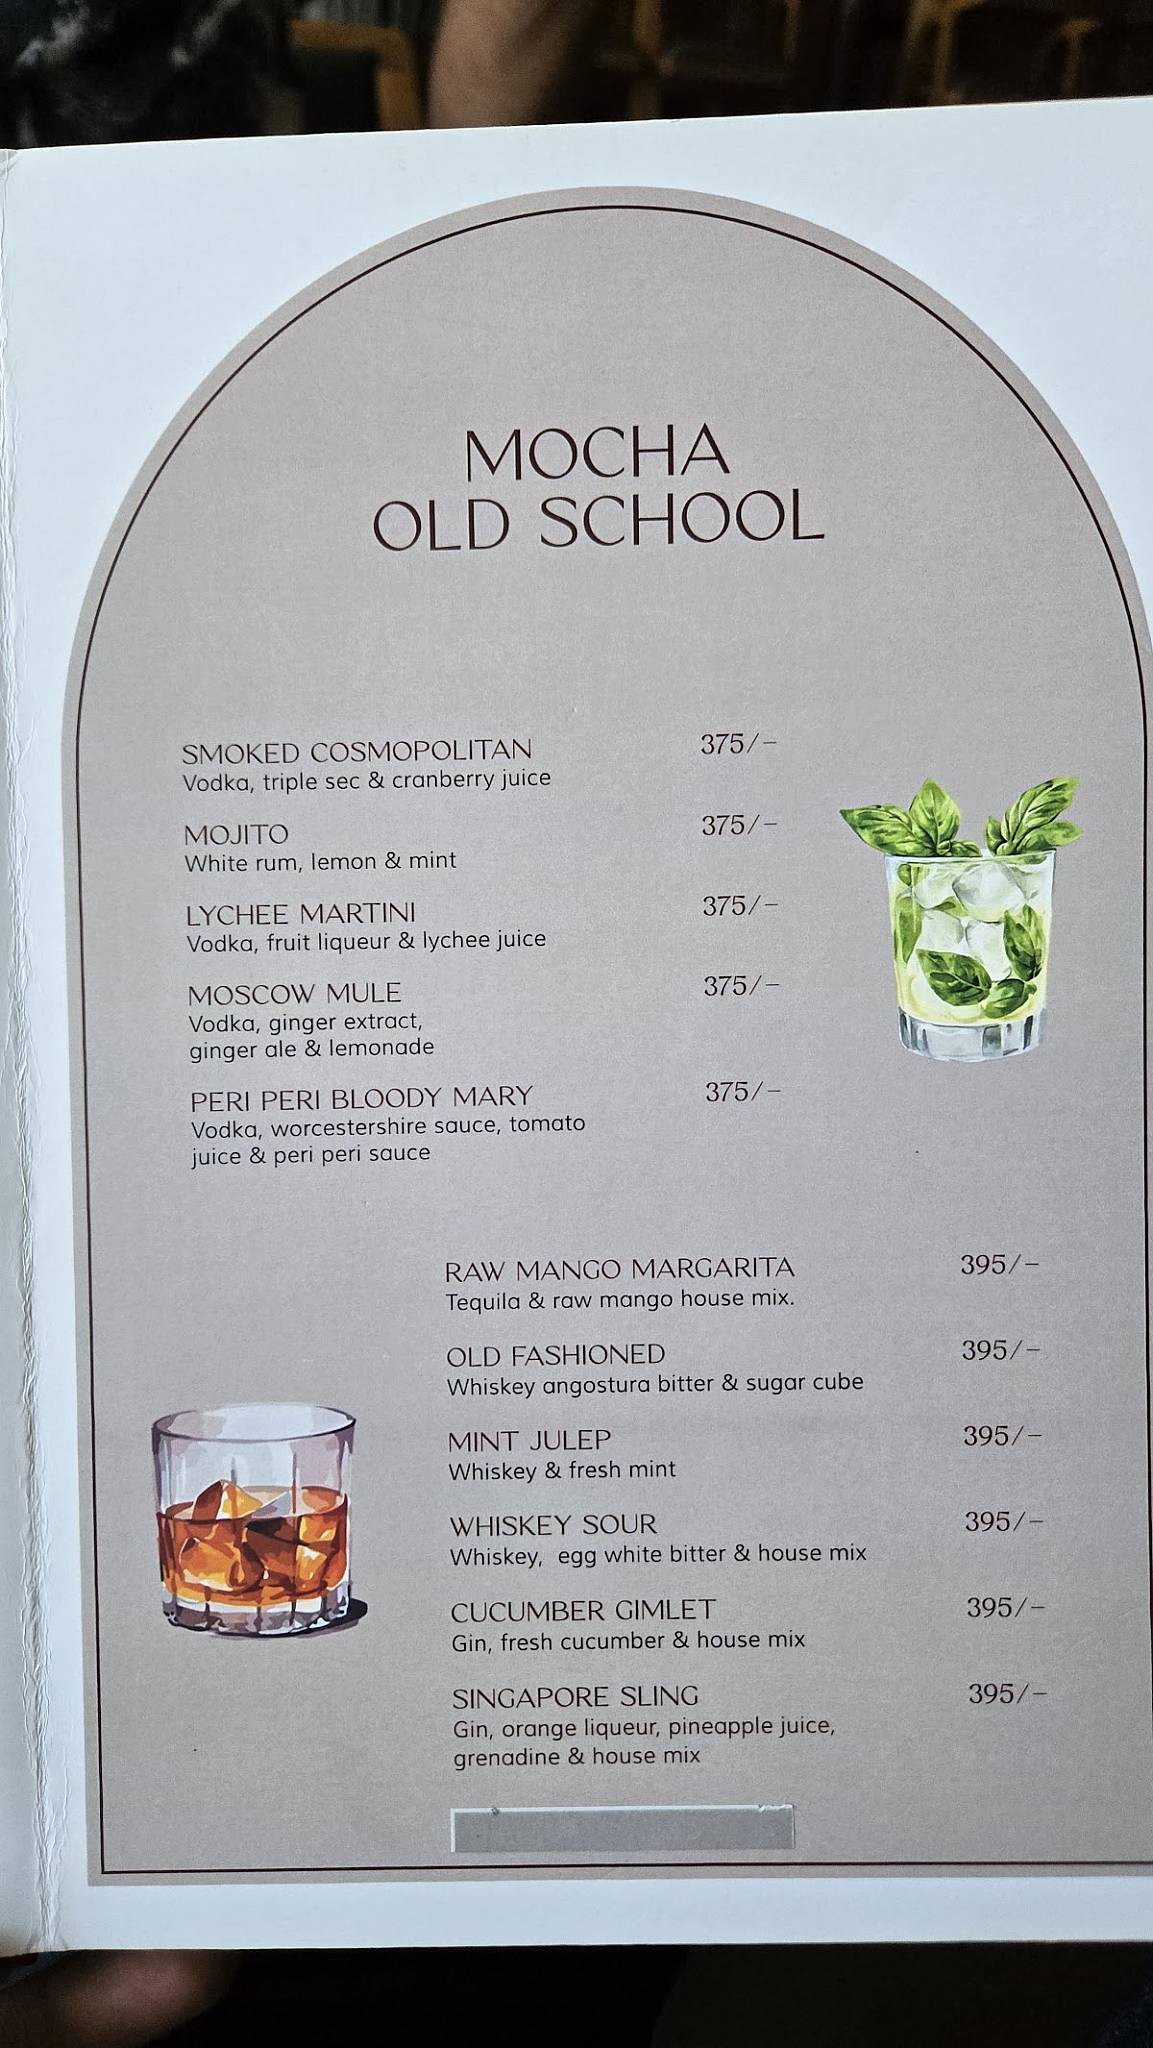 MOCHA
OLD SCHOOL
SMOKED COSMOPOLITAN 375/-
Vodka, triple sec & cranberry juice
MOJITO 375/-
White rum, lemon & mint
LYCHEE MARTINI 375/-
Vodka, fruit liqueur & lychee juice
MOSCOW MULE 375/-
Vodka, ginger extract,
ginger ale & lemonade
PERI PERI BLOODY MARY 375/-
Vodka, worcestershire sauce, tomato
juice & peri peri sauce
RAW MANGO MARGARITA 395/-
Tequila & raw mango house mix.
OLD FASHIONED 395/-
Whiskey angostura bitter & sugar cube
MINT JULEP 395/-
Whiskey & fresh mint
WHISKEY SOUR 395/-
Whiskey, egg white bitter & house mix
CUCUMBER GIMLET 395/-
Gin, fresh cucumber & house mix
SINGAPORE SLING 395/-
Gin, orange liqueur, pineapple juice,
grenadine & house mix